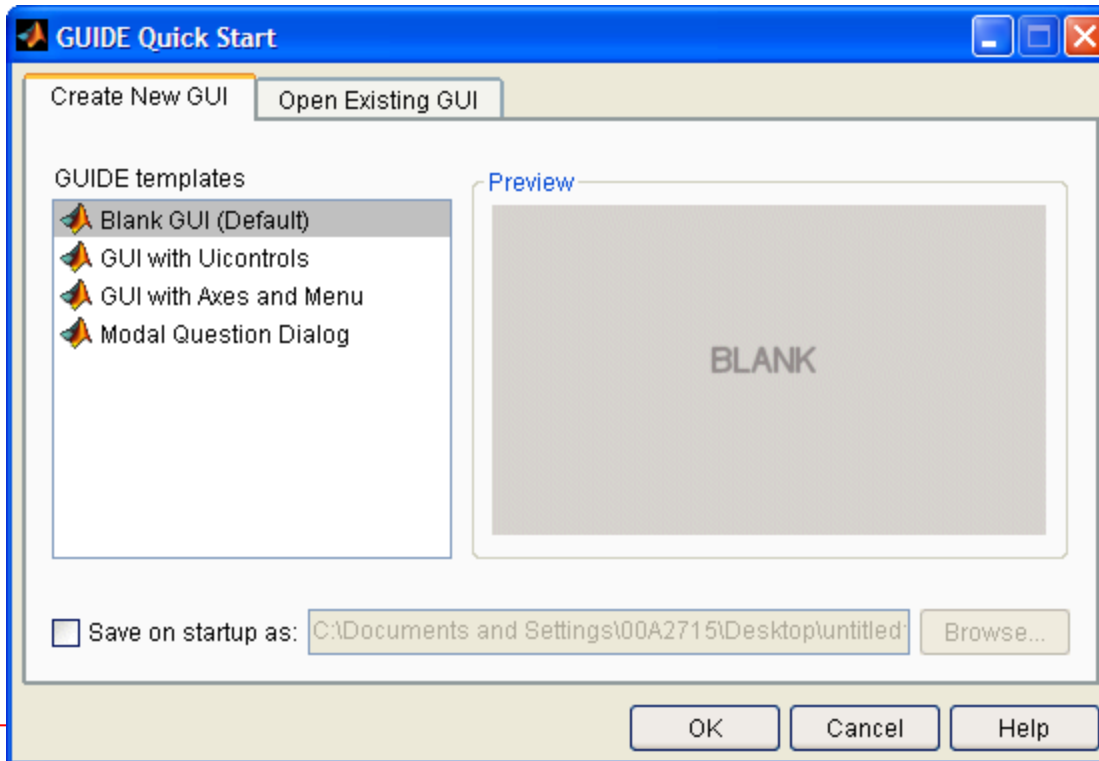 GUIDE Quick Start
Create New GUI
Open Existing GUI
GUIDE templates
Preview
Blank GUI (Default)
GUI with Uicontrols
GUI with Axes and Menu
Modal Question Dialog
BLANK
Save on startup as:
C:\Documents and Settings\00A2715\Desktop\untitled
Browse...
OK
Cancel
Help